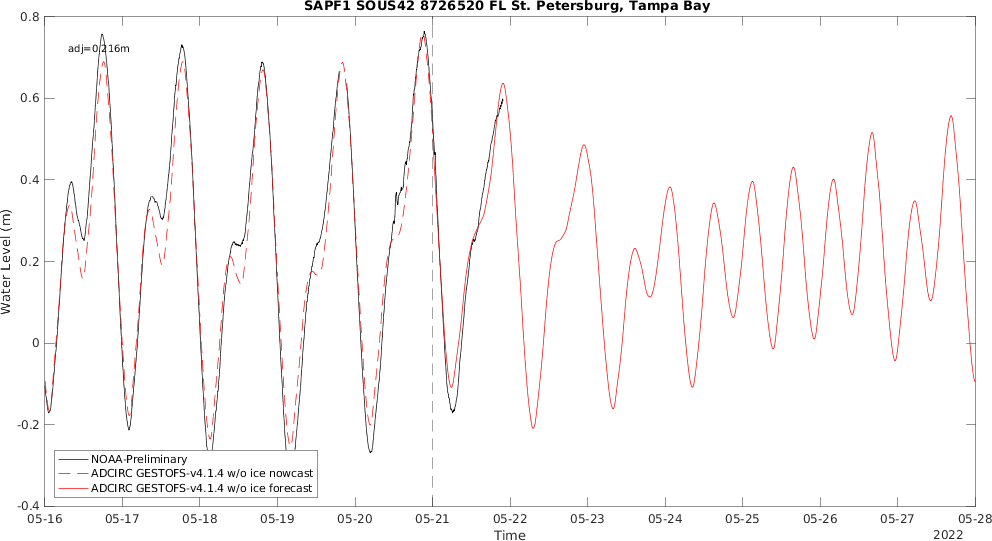 SAPF1 SOUS42 8726520 FL St. Petersburg, Tampa Bay
0.8
adj=0.216m
0.6
0.4
0.2
0
-0.2
-0.4
Water Level (m)
NOAA-Preliminary
ADCIRC GESTOFS-v4.1.4 w/o ice nowcast
ADCIRC GESTOFS-v4.1.4 w/o ice forecast
05-16 05-17 05-18 05-19 05-20 05-21 05-22 05-23 05-24 05-25 05-26 05-27 05-28
Time
2022